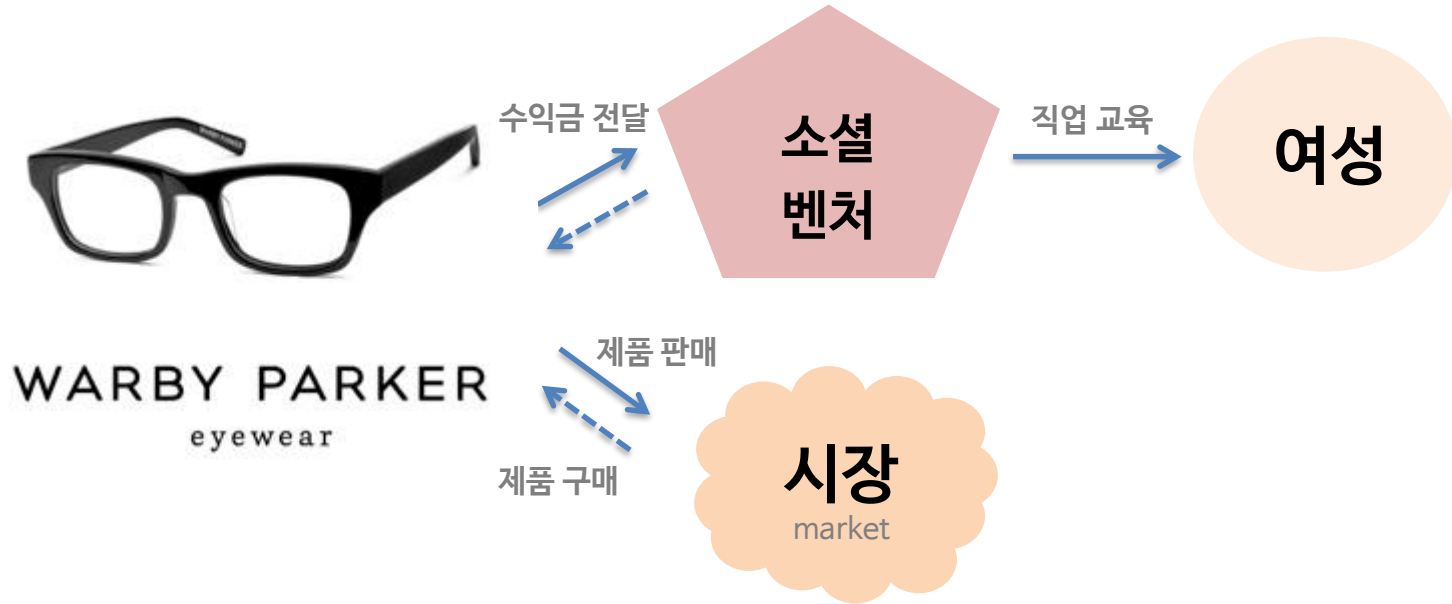 수익금 전달
소셜
벤처
직업 교육
여성
WARBY PARKER
eyewear
제품 판매
제품 구매
시장
market